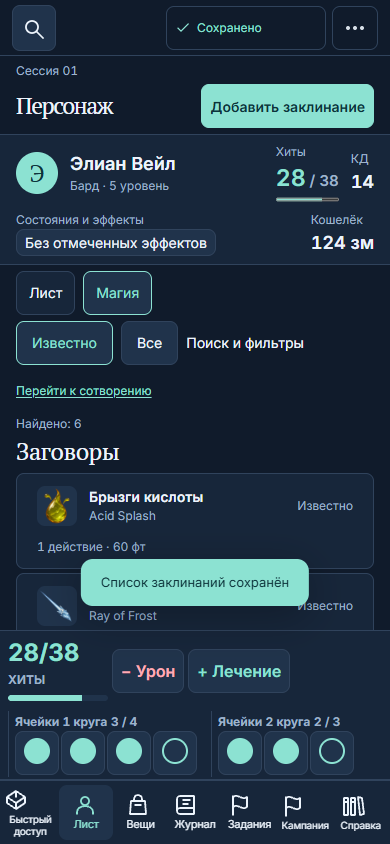 Сохранено
Сессия 01
Персонаж
Добавить заклинание
Э
Элиан Вейл
Бард · 5 уровень
Хиты
28 / 38
КД
14
Состояния и эффекты
Без отмеченных эффектов
Кошелёк
124 зм
Лист
Магия
Известно
Все
Поиск и фильтры
Перейти к сотворению
Найдено: 6
Заговоры
Брызги кислоты
Acid Splash
Известно
1 действие · 60 фт
Список заклинаний сохранён
Ray of Frost
Известно
28/38
ХИТЫ
− Урон
+ Лечение
Ячейки 1 круга 3 / 4
Ячейки 2 круга 2 / 3
Быстрый
доступ
Лист
Вещи
Журнал
Задания
Кампания
Справка